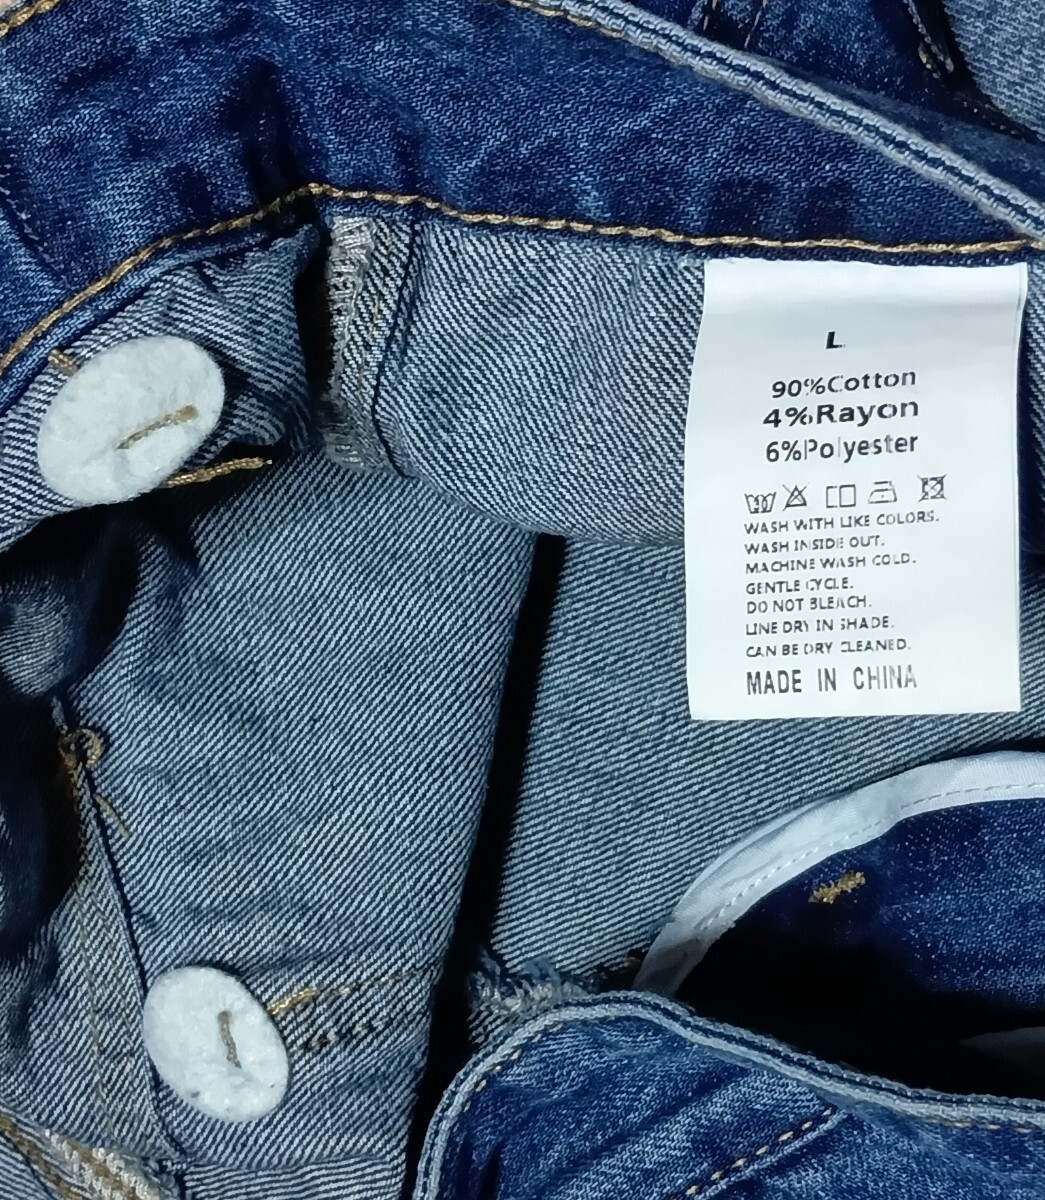 L
90%Cotton
4%Rayon
6%Polyester
WASH WITH LIKE COLORS.
WASH INSIDE OUT.
MACHINE WASH COLD.
GENTLE CYCLE.
DO NOT BLEACH.
LINE DRY IN SHADE.
CAN BE DRY CLEANED.
MADE IN CHINA